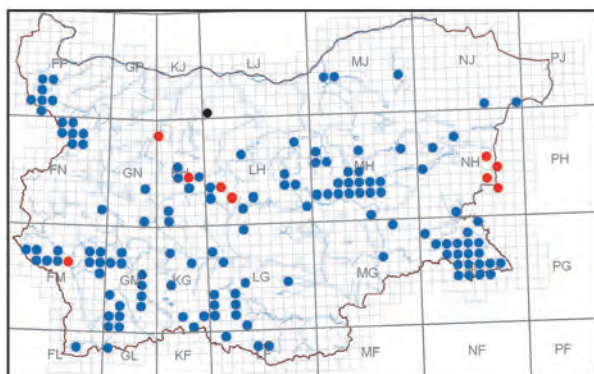 FP GP KJ LJ MJ NJ PJ
FN GN LH MH NH PH
FM GM KG LG MG PG
FL GL KF MF NF PF